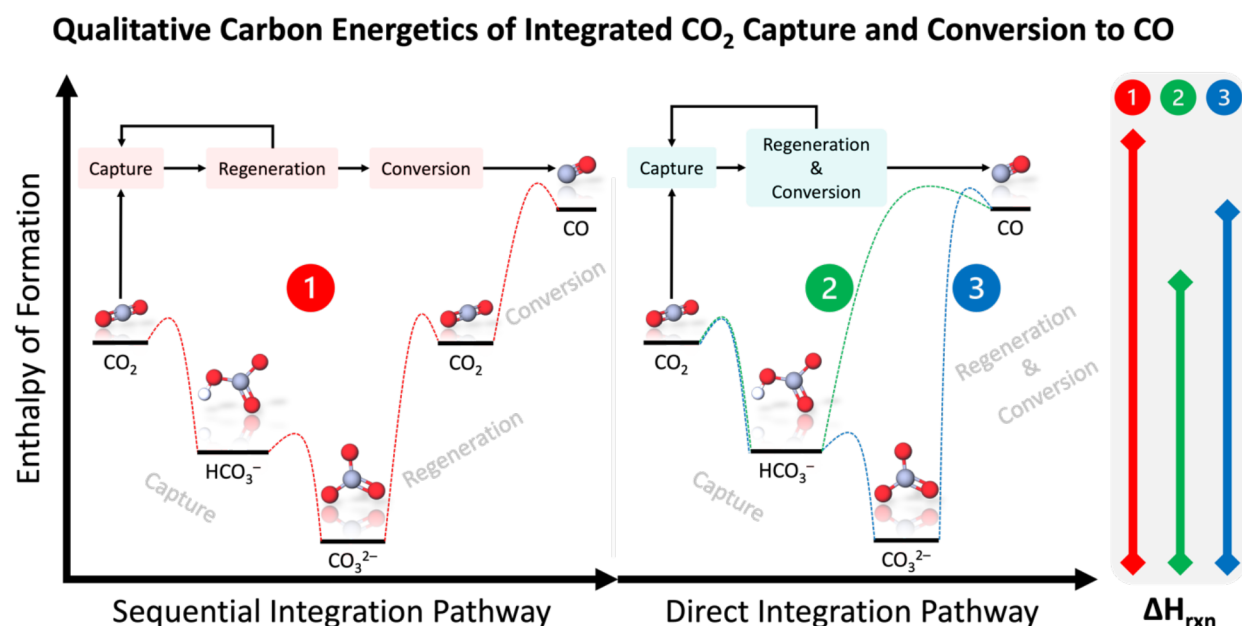 Qualitative Carbon Energetics of Integrated CO₂ Capture and Conversion to CO
Enthalpy of Formation
Capture
Regeneration
Conversion
CO
1
Conversion
CO₂
CO₂
HCO₃⁻
Regeneration
Capture
CO₃²⁻
Sequential Integration Pathway
Capture
Regeneration
&
Conversion
CO
2
3
CO₂
Regeneration
&
Conversion
HCO₃⁻
Capture
CO₃²⁻
Direct Integration Pathway
1 2 3
ΔHrxn